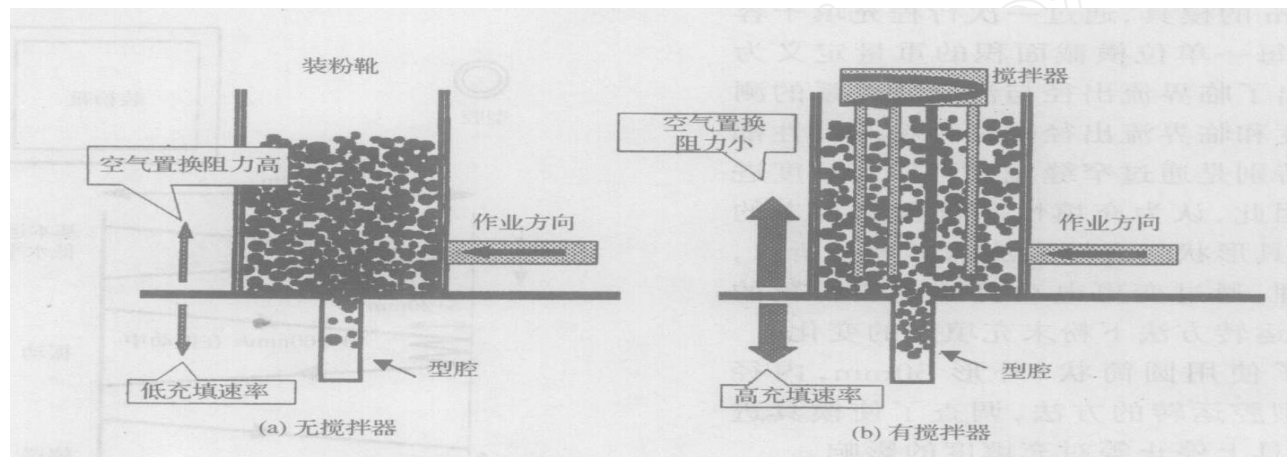 装粉靴
空气置换阻力高
作业方向
低充填速率
型腔
(a) 无搅拌器
搅拌器
空气置换
阻力小
作业方向
高充填速率
型腔
(b) 有搅拌器